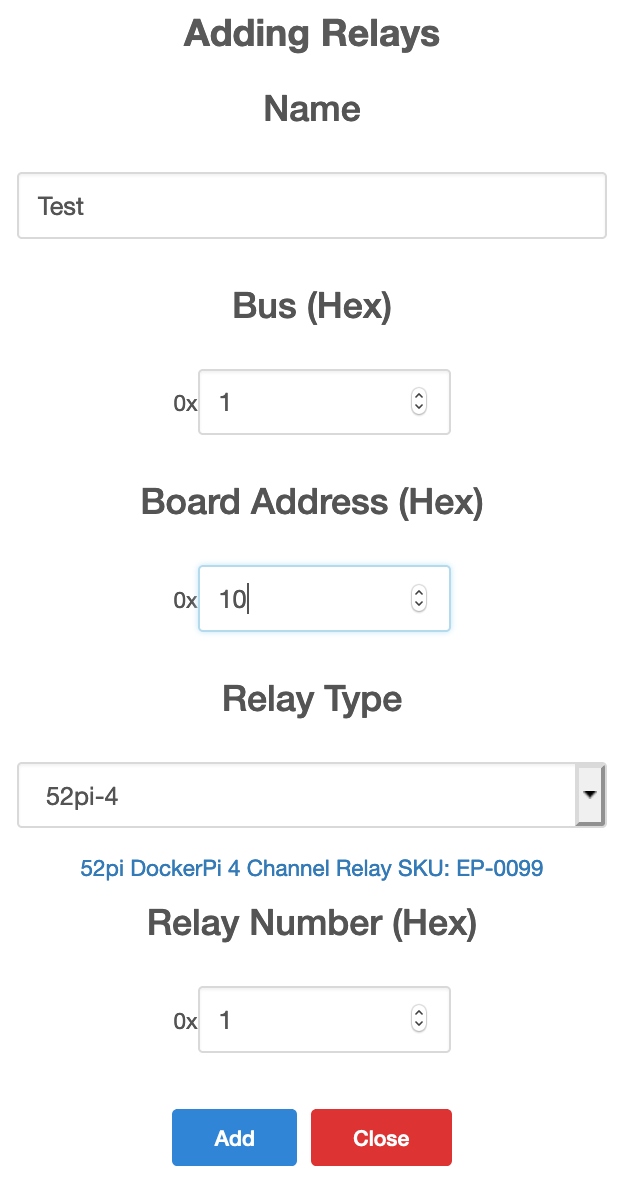 Adding Relays
Name
Test
Bus (Hex)
0x 1
Board Address (Hex)
0x 10
Relay Type
52pi-4
52pi DockerPi 4 Channel Relay SKU: EP-0099
Relay Number (Hex)
0x 1
Add Close